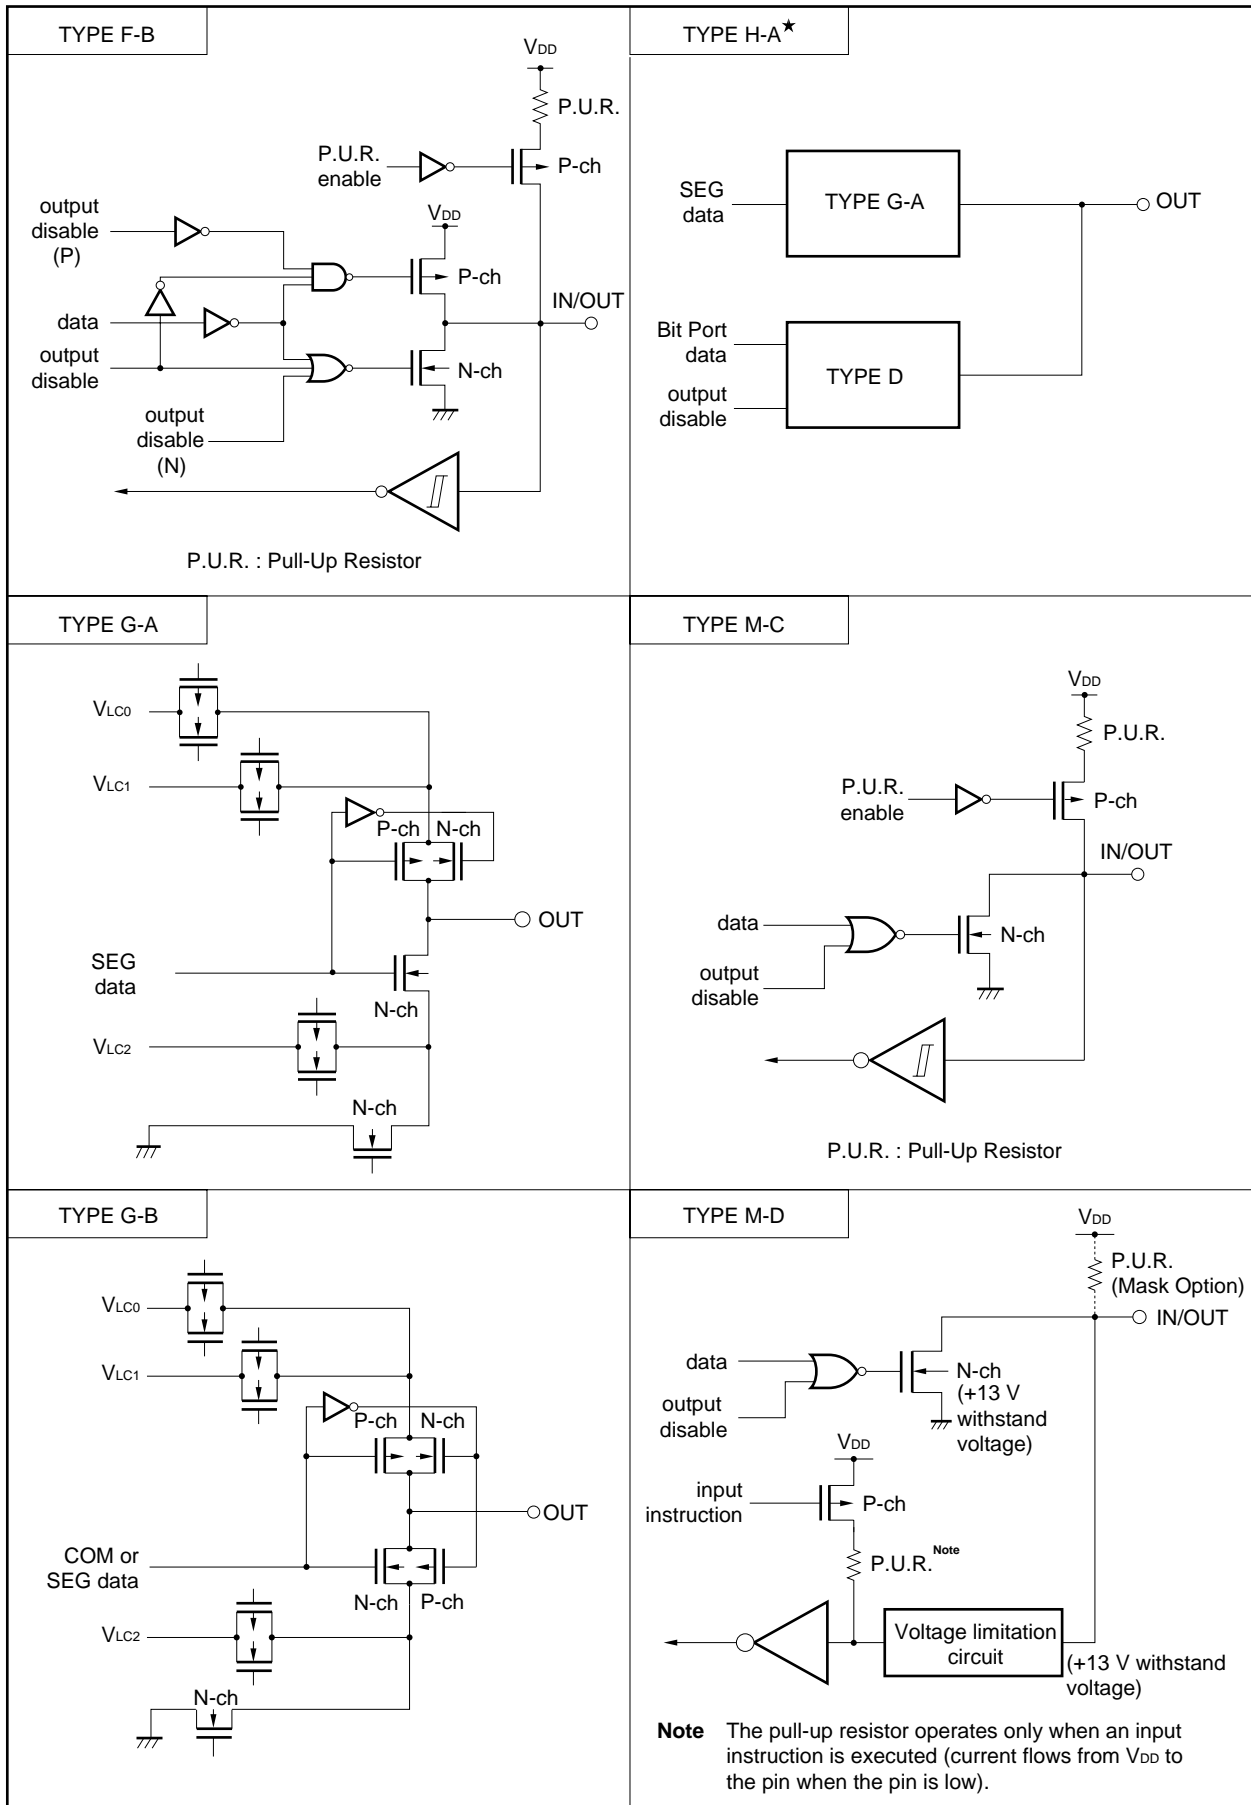 TYPE F-B
VDD
P.U.R.
P.U.R.
enable
P-ch
output
disable
(P)
VDD
P-ch
IN/OUT
data
output
disable
N-ch
output
disable
(N)
P.U.R. : Pull-Up Resistor
TYPE H-A★
SEG
data
TYPE G-A
OUT
Bit Port
data
TYPE D
output
disable
TYPE G-A
VLC0
VLC1
P-ch N-ch
OUT
SEG
data
N-ch
VLC2
N-ch
TYPE M-C
VDD
P.U.R.
P.U.R.
enable
P-ch
IN/OUT
data
N-ch
output
disable
P.U.R. : Pull-Up Resistor
TYPE G-B
VLC0
VLC1
P-ch N-ch
OUT
COM or
SEG data
N-ch P-ch
VLC2
N-ch
TYPE M-D
VDD
P.U.R.
(Mask Option)
IN/OUT
data
N-ch
(+13 V
withstand
voltage)
output
disable
VDD
input
instruction
P-ch
P.U.R.Note
Voltage limitation
circuit
(+13 V withstand
voltage)
Note The pull-up resistor operates only when an input
instruction is executed (current flows from VDD to
the pin when the pin is low).